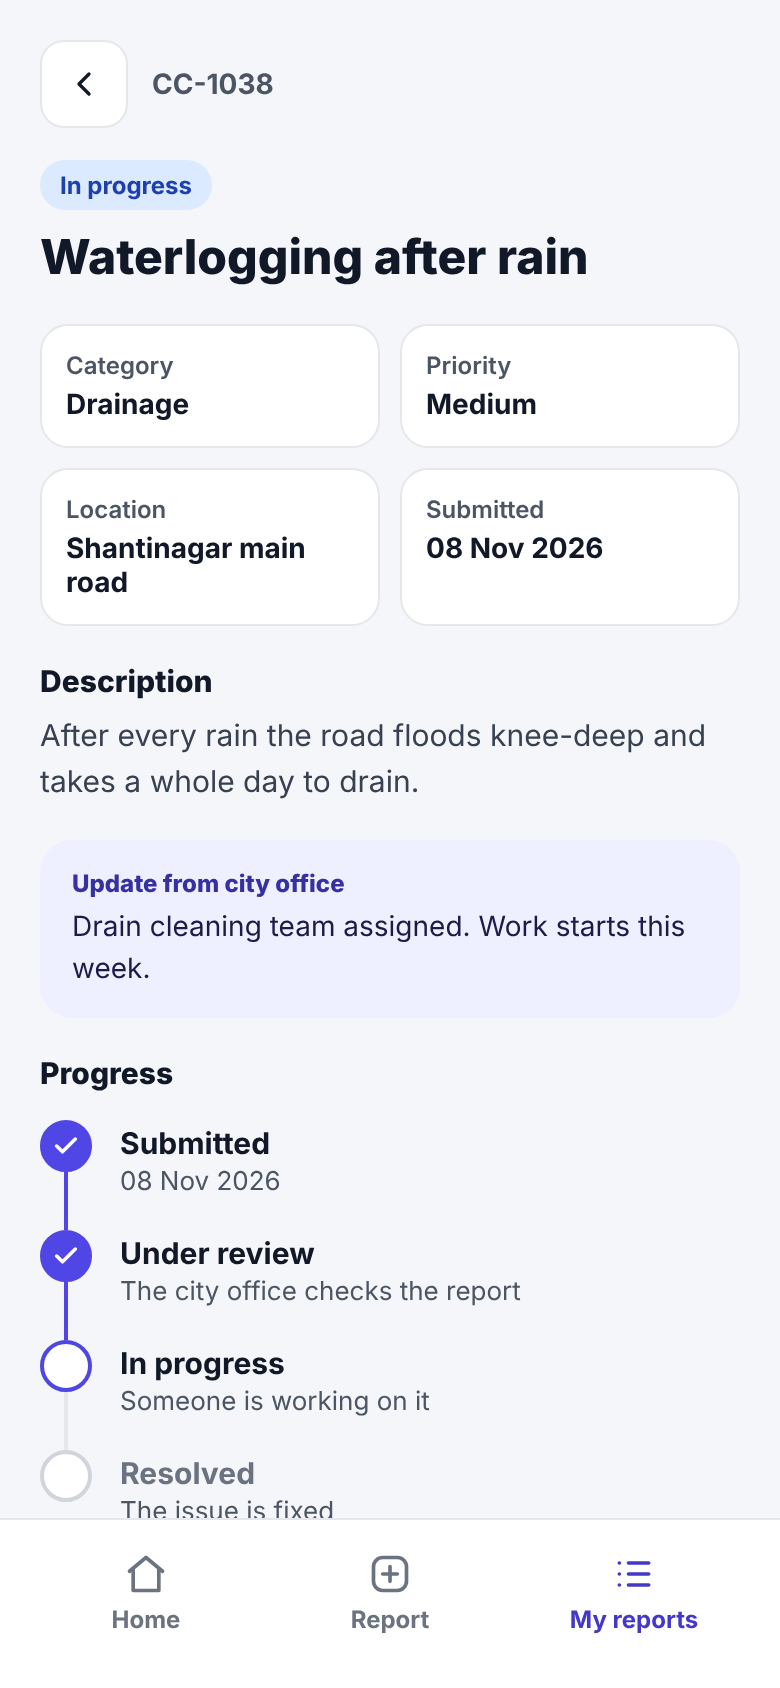 CC-1038
In progress
Waterlogging after rain
Category
Drainage
Priority
Medium
Location
Shantinagar main
road
Submitted
08 Nov 2026
Description
After every rain the road floods knee-deep and
takes a whole day to drain.
Update from city office
Drain cleaning team assigned. Work starts this
week.
Progress
Submitted
08 Nov 2026
Under review
The city office checks the report
In progress
Someone is working on it
Resolved
The issue is fixed
Home
Report
My reports